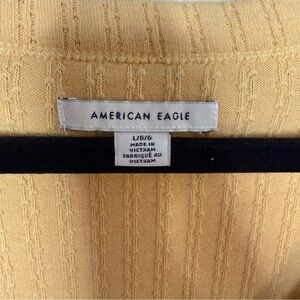 AMERICAN EAGLE
L/G/G
MADE IN
VIETNAM
FABRIQUÉ AU
VIETNAM